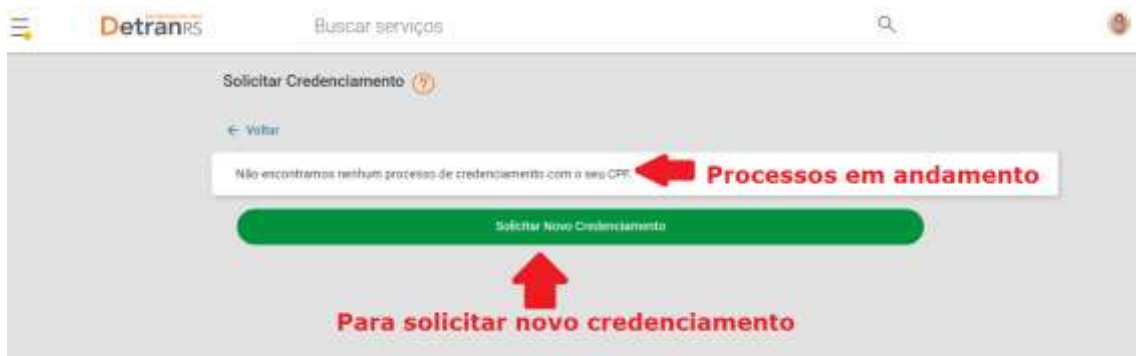 DetranRS
Buscar serviços
Solicitar Credenciamento (?)
← Voltar
Não encontramos nenhum processo de credenciamento com o seu CPF.
Processos em andamento
Solicitar Novo Credenciamento
Para solicitar novo credenciamento